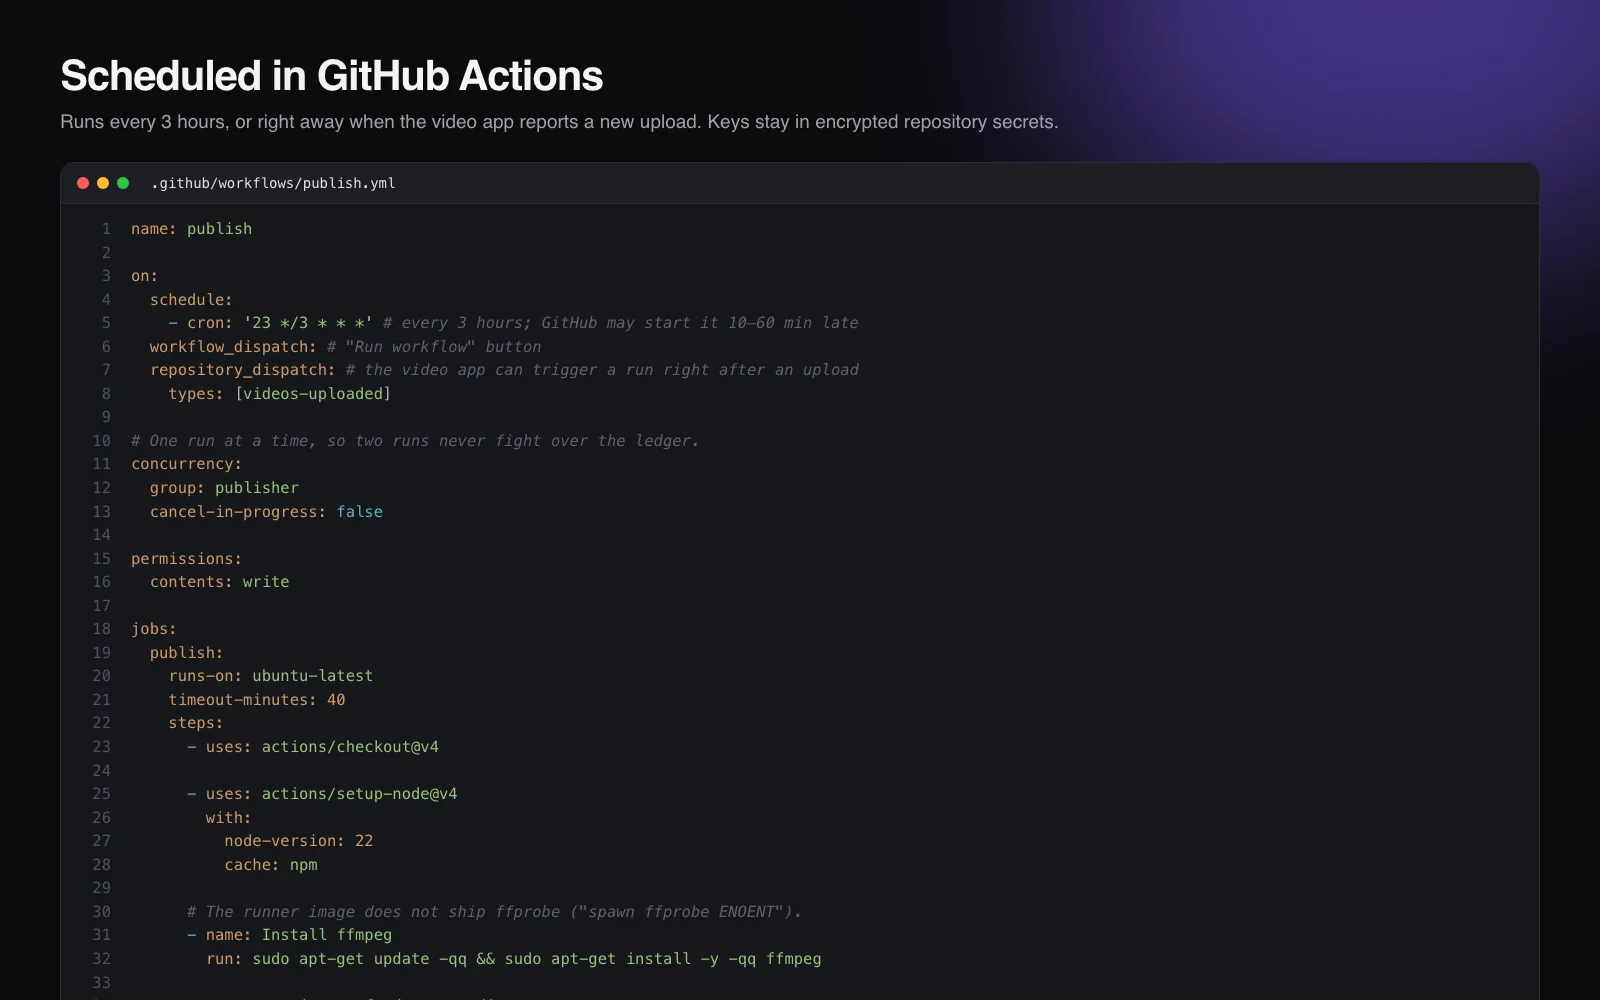 Scheduled in GitHub Actions
Runs every 3 hours, or right away when the video app reports a new upload. Keys stay in encrypted repository secrets.
.github/workflows/publish.yml
1 name: publish
2
3 on:
4   schedule:
5     - cron: '23 */3 * * *' # every 3 hours; GitHub may start it 10–60 min late
6   workflow_dispatch: # "Run workflow" button
7   repository_dispatch: # the video app can trigger a run right after an upload
8     types: [videos-uploaded]
9
10 # One run at a time, so two runs never fight over the ledger.
11 concurrency:
12   group: publisher
13   cancel-in-progress: false
14
15 permissions:
16   contents: write
17
18 jobs:
19   publish:
20     runs-on: ubuntu-latest
21     timeout-minutes: 40
22     steps:
23       - uses: actions/checkout@v4
24
25       - uses: actions/setup-node@v4
26         with:
27           node-version: 22
28           cache: npm
29
30       # The runner image does not ship ffprobe ("spawn ffprobe ENOENT").
31       - name: Install ffmpeg
32         run: sudo apt-get update -qq && sudo apt-get install -y -qq ffmpeg
33